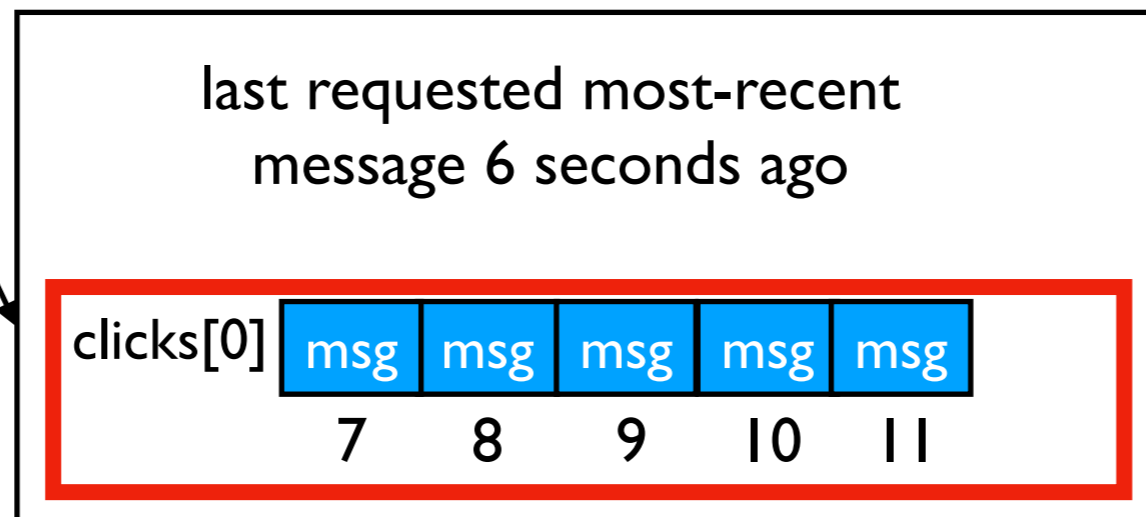 last requested most-recent
message 6 seconds ago
clicks[0] msg msg msg msg msg
7 8 9 10 11